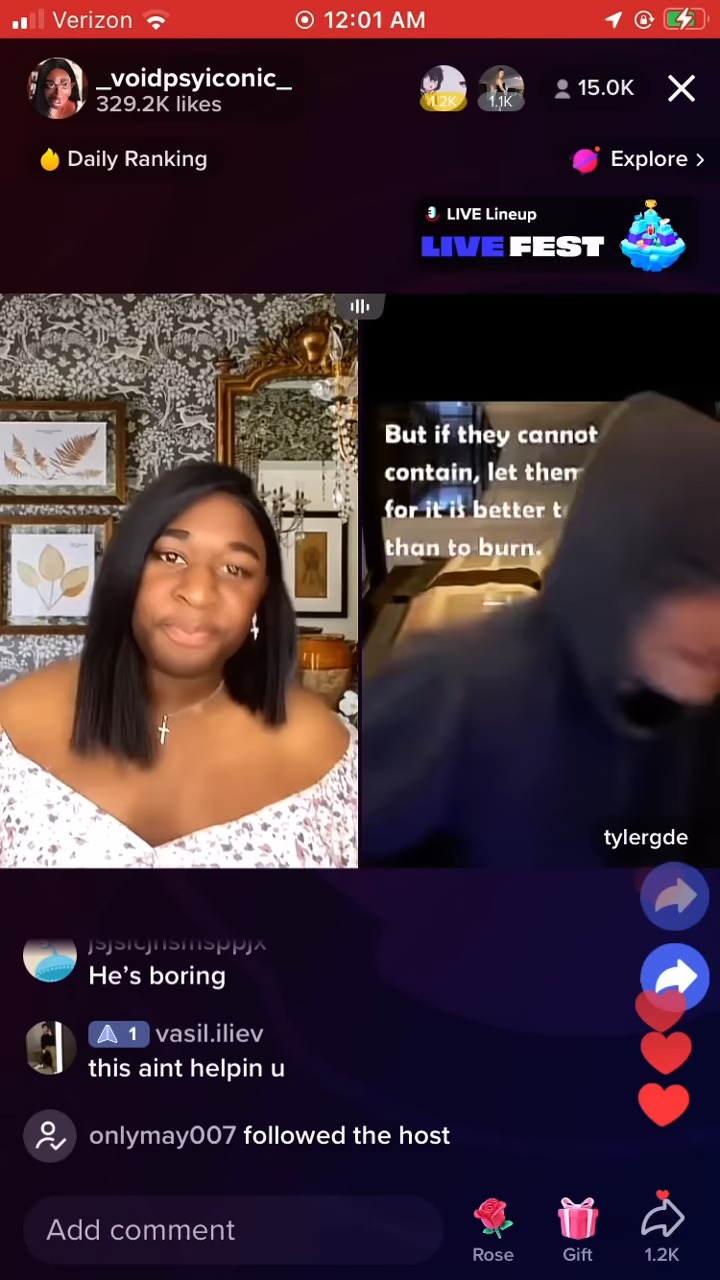 Verizon 12:01 AM
_voidpsyiconic_
329.2K likes
1.2K 1.1K 15.0K
Daily Ranking
Explore >
LIVE Lineup
LIVE FEST
But if they cannot
contain, let them
for it is better t
than to burn.
tylergde
He's boring
1 vasil.iliev
this aint helpin u
onlymay007 followed the host
Add comment
Rose
Gift
1.2K